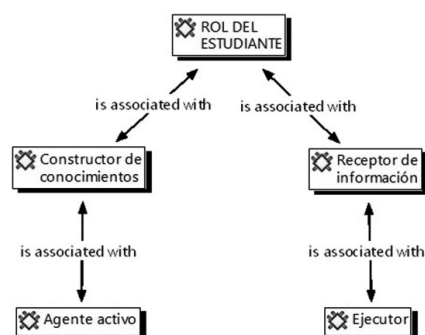 ROL DEL
ESTUDIANTE
is associated with
is associated with
Constructor de
conocimientos
Receptor de
información
is associated with
is associated with
Agente activo
Ejecutor